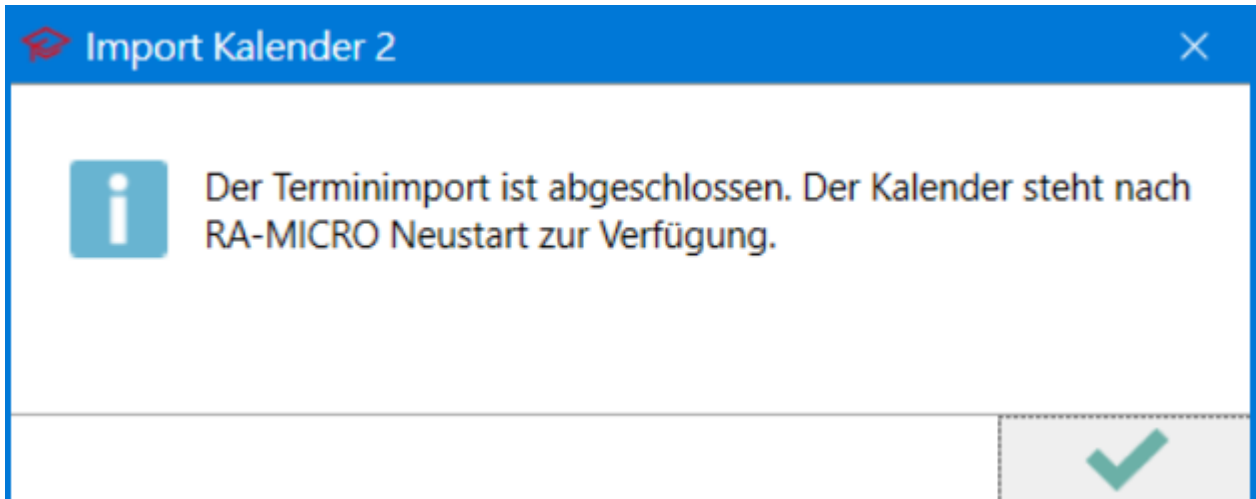 Import Kalender 2
Der Terminimport ist abgeschlossen. Der Kalender steht nach
RA-MICRO Neustart zur Verfügung.